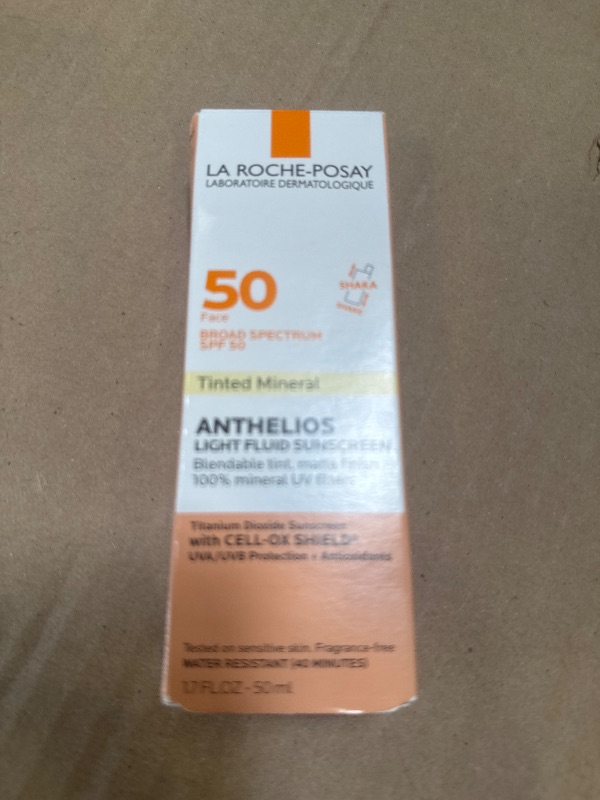 LA ROCHE-POSAY
LABORATOIRE DERMATOLOGIQUE
50
Face
SHAKA
SHAKE
BROAD SPECTRUM
SPF 50
Tinted Mineral
ANTHELIOS
LIGHT FLUID SUNSCREEN
Blendable tint, matte finish
100% mineral UV filters
Titanium Dioxide Sunscreen
with CELL-OX SHIELD®
UVA/UVB Protection + Antioxidants
Tested on sensitive skin. Fragrance-free
WATER RESISTANT (40 MINUTES)
1.7 FL.OZ - 50 ml